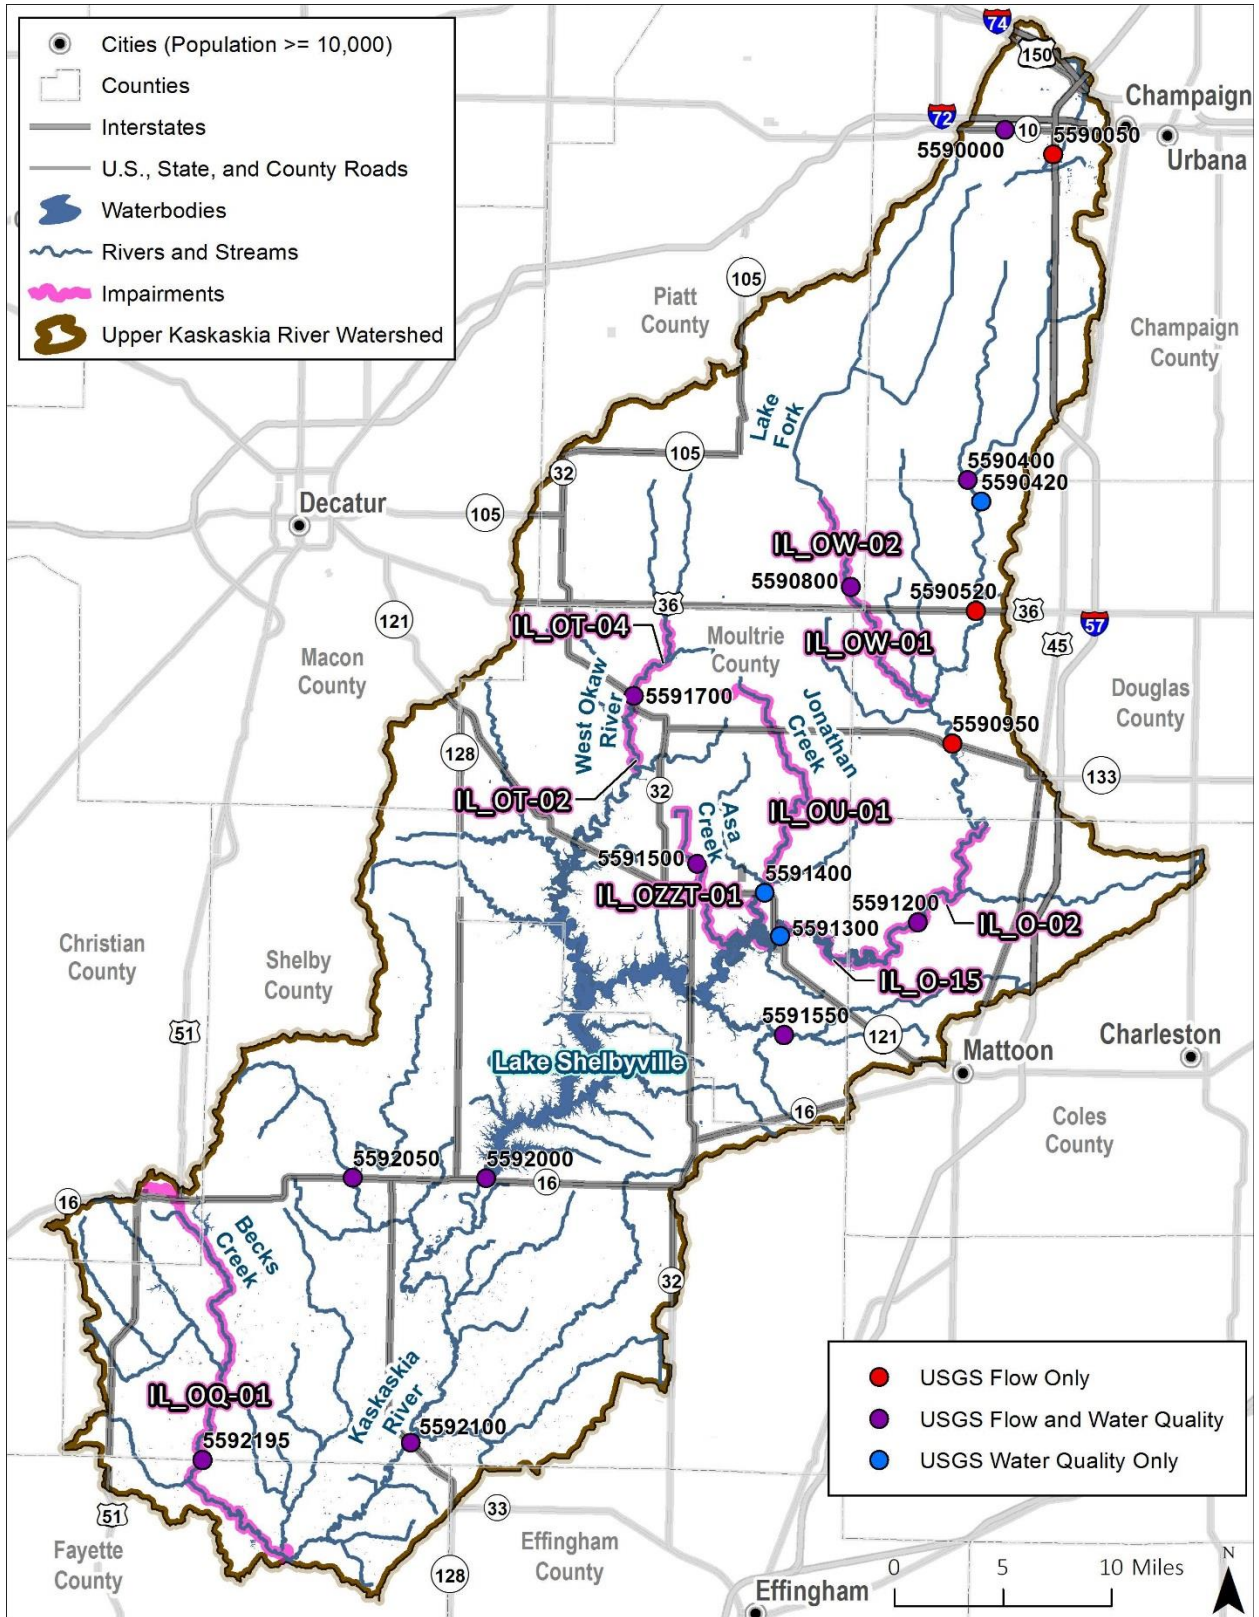 Cities (Population >= 10,000)
Counties
Interstates
U.S., State, and County Roads
Waterbodies
Rivers and Streams
Impairments
Upper Kaskaskia River Watershed
74
150
72
10
5590000
5590050
Champaign
Urbana
105
Piatt
County
Champaign
County
Lake
Fork
105
32
105
Decatur
5590400
5590420
IL_OW-02
5590800
5590520
36
36
57
45
121
IL_OT-04
Moultrie
County
IL_OW-01
Macon
County
5591700
West Okaw
River
Jonathan
Creek
Douglas
County
5590950
128
133
32
IL_OT-02
Asa
Creek
IL_OU-01
5591500
5591400
IL_OZZT-01
5591200
5591300
IL_O-02
IL_O-15
Christian
County
Shelby
County
51
5591550
121
Mattoon
Charleston
Lake Shelbyville
16
Coles
County
5592050
5592000
16
16
Becks
Creek
32
IL_OQ-01
Kaskaskia
River
5592100
5592195
51
33
Fayette
County
Effingham
County
128
Effingham
USGS Flow Only
USGS Flow and Water Quality
USGS Water Quality Only
0 5 10 Miles
N